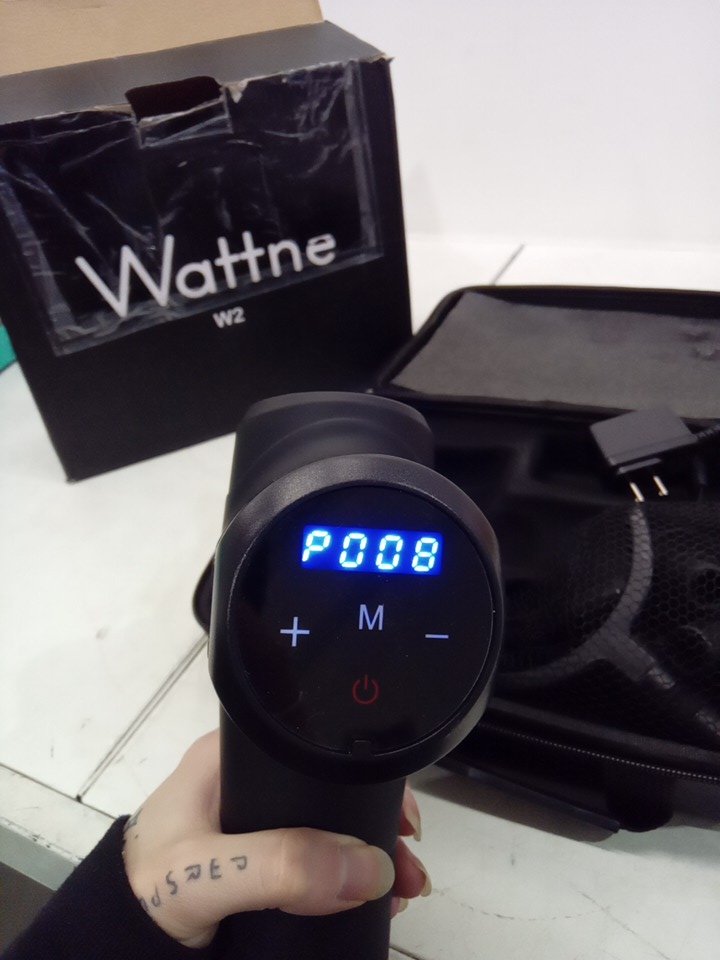 Wattne
W2
P008
+ M −